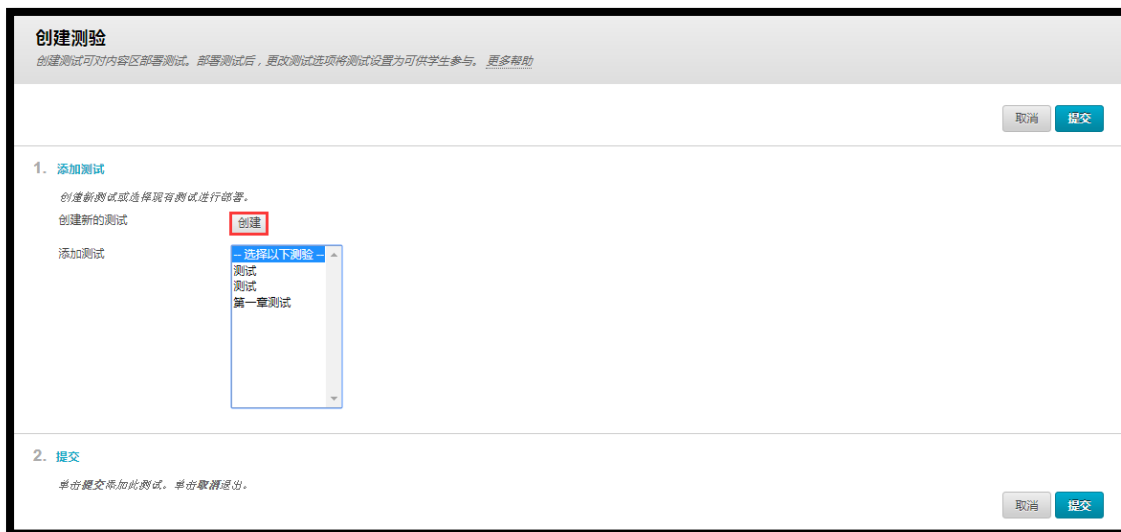 创建测验
创建测试可对内容区部署测试。部署测试后，更改测试选项将测试设置为可供学生参与。 更多帮助
取消 提交
1. 添加测试
创建新测试或选择现有测试进行部署。
创建新的测试 创建
添加测试 -- 选择以下测验 --
测试
测试
第一章测试
2. 提交
单击提交添加此测试。单击取消退出。
取消 提交